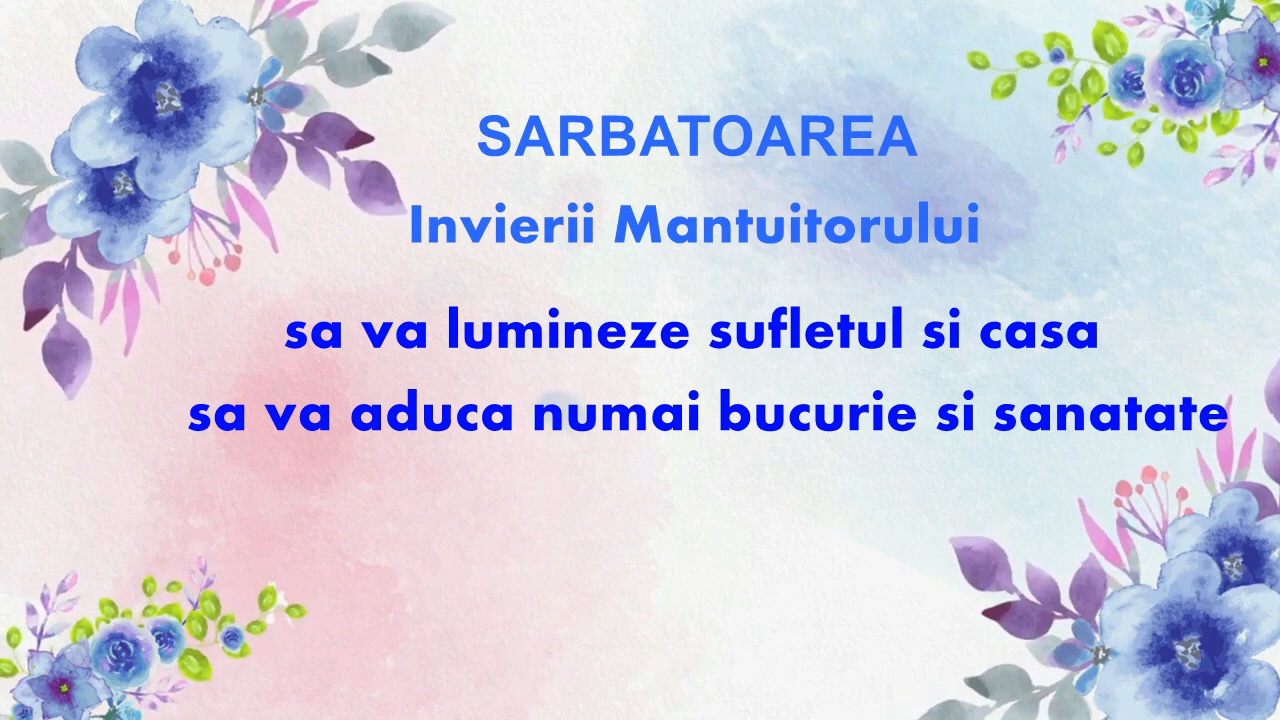 SARBATOAREA
Invierii Mantuitorului
sa va lumineze sufletul si casa
sa va aduca numai bucurie si sanatate